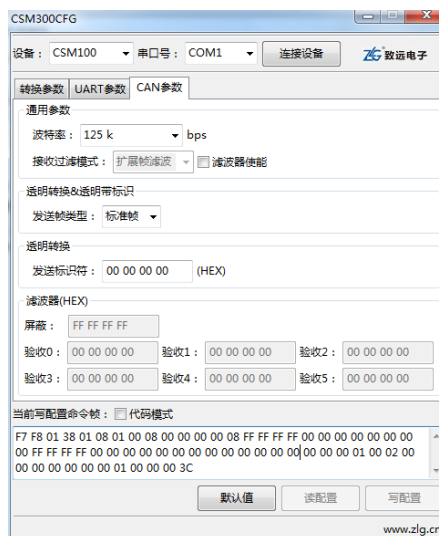 CSM300CFG
设备： CSM100 串口号： COM1 连接设备 ZLG 致远电子
转换参数 UART参数 CAN参数
通用参数
波特率： 125 k bps
接收过滤模式： 扩展帧滤波 滤波器使能
透明转换&透明带标识
发送帧类型： 标准帧
透明转换
发送标识符： 00 00 00 00 (HEX)
滤波器(HEX)
屏蔽： FF FF FF FF
验收0： 00 00 00 00 验收1： 00 00 00 00 验收2： 00 00 00 00
验收3： 00 00 00 00 验收4： 00 00 00 00 验收5： 00 00 00 00
当前写配置命令帧： 代码模式
F7 F8 01 38 01 08 01 00 08 00 00 00 00 08 FF FF FF FF 00 00 00 00 00 00 00
00 FF FF FF FF 00 00 00 00 00 00 00 00 00 00 00 00 00 00 00 00 01 00 02 00
00 00 00 00 00 00 01 00 00 00 3C
默认值 读配置 写配置
www.zlg.cn